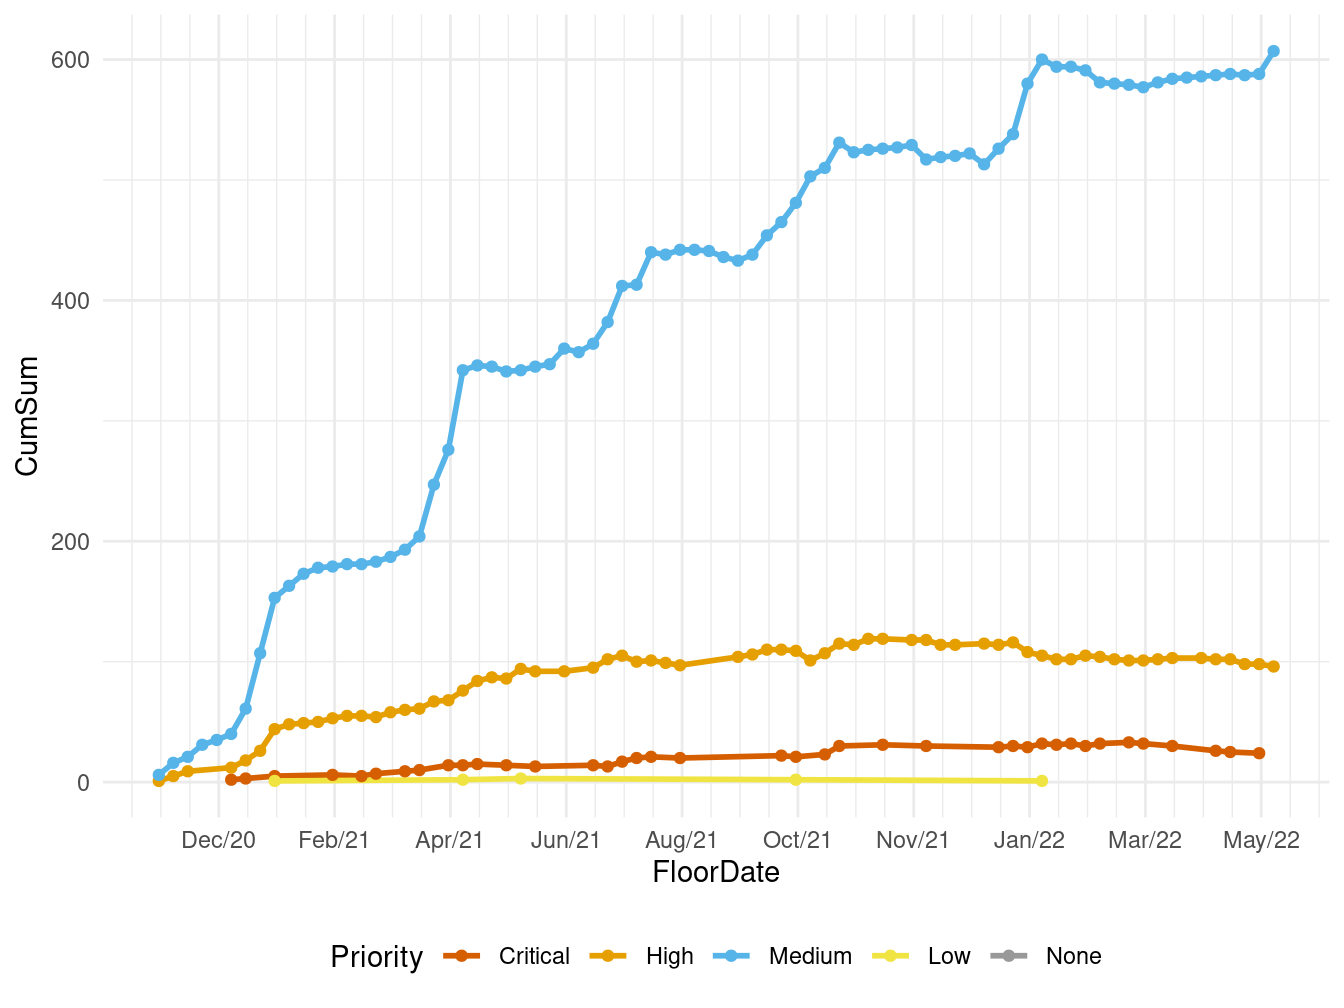 600
400
200
0
CumSum
Dec/20 Feb/21 Apr/21 Jun/21 Aug/21 Oct/21 Nov/21 Jan/22 Mar/22 May/22
FloorDate
Priority Critical High Medium Low None